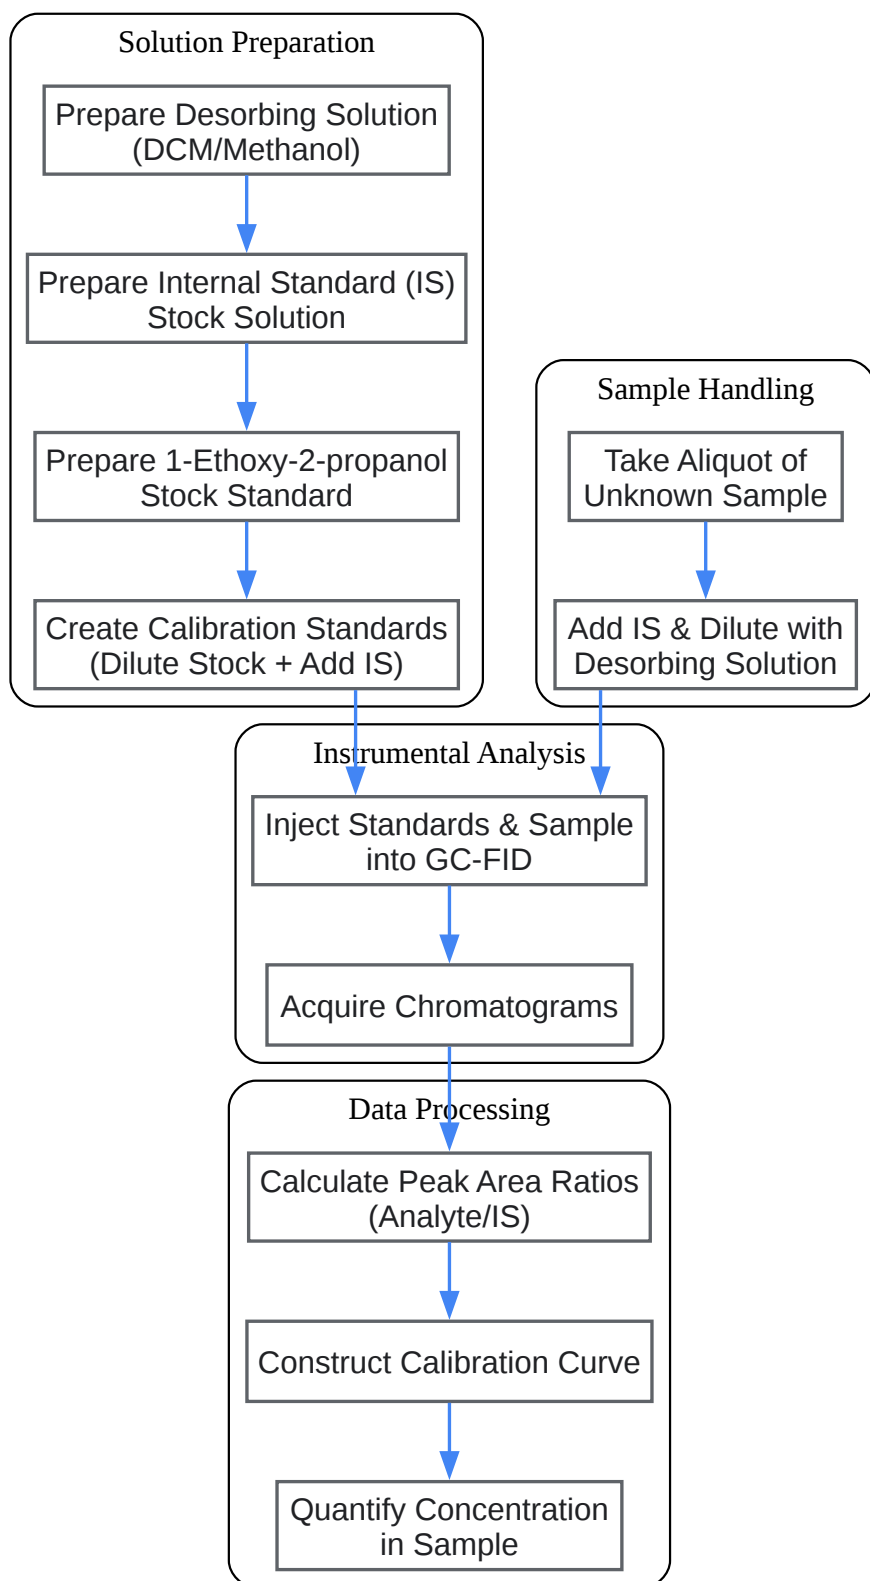 Solution Preparation
Prepare Desorbing Solution
(DCM/Methanol)
Prepare Internal Standard (IS)
Stock Solution
Prepare 1-Ethoxy-2-propanol
Stock Standard
Create Calibration Standards
(Dilute Stock + Add IS)
Sample Handling
Take Aliquot of
Unknown Sample
Add IS & Dilute with
Desorbing Solution
Instrumental Analysis
Inject Standards & Sample
into GC-FID
Acquire Chromatograms
Data Processing
Calculate Peak Area Ratios
(Analyte/IS)
Construct Calibration Curve
Quantify Concentration
in Sample